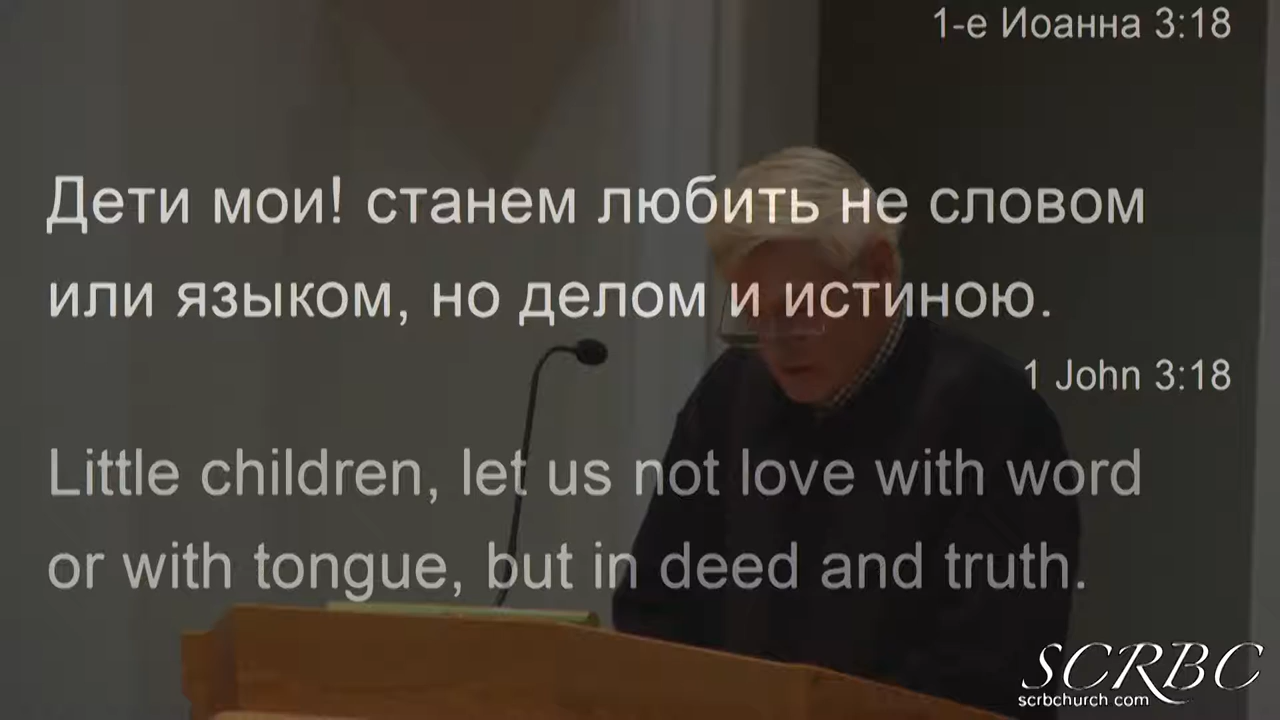 1-е Иоанна 3:18
Дети мои! станем любить не словом
или языком, но делом и истиною.
1 John 3:18
Little children, let us not love with word
or with tongue, but in deed and truth.
SCRBC
scrbchurch com